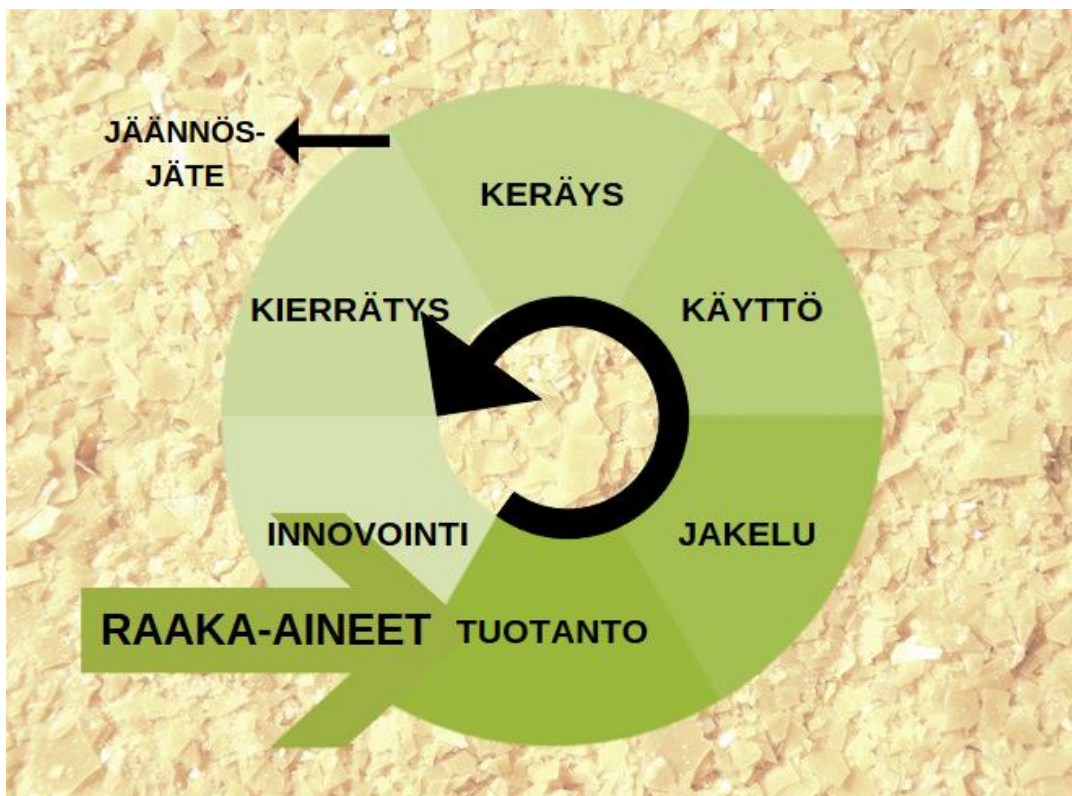 JÄÄNNÖS-
JÄTE
KERÄYS
KIERRÄTYS
KÄYTTÖ
INNOVOINTI
JAKELU
RAAKA-AINEET
TUOTANTO